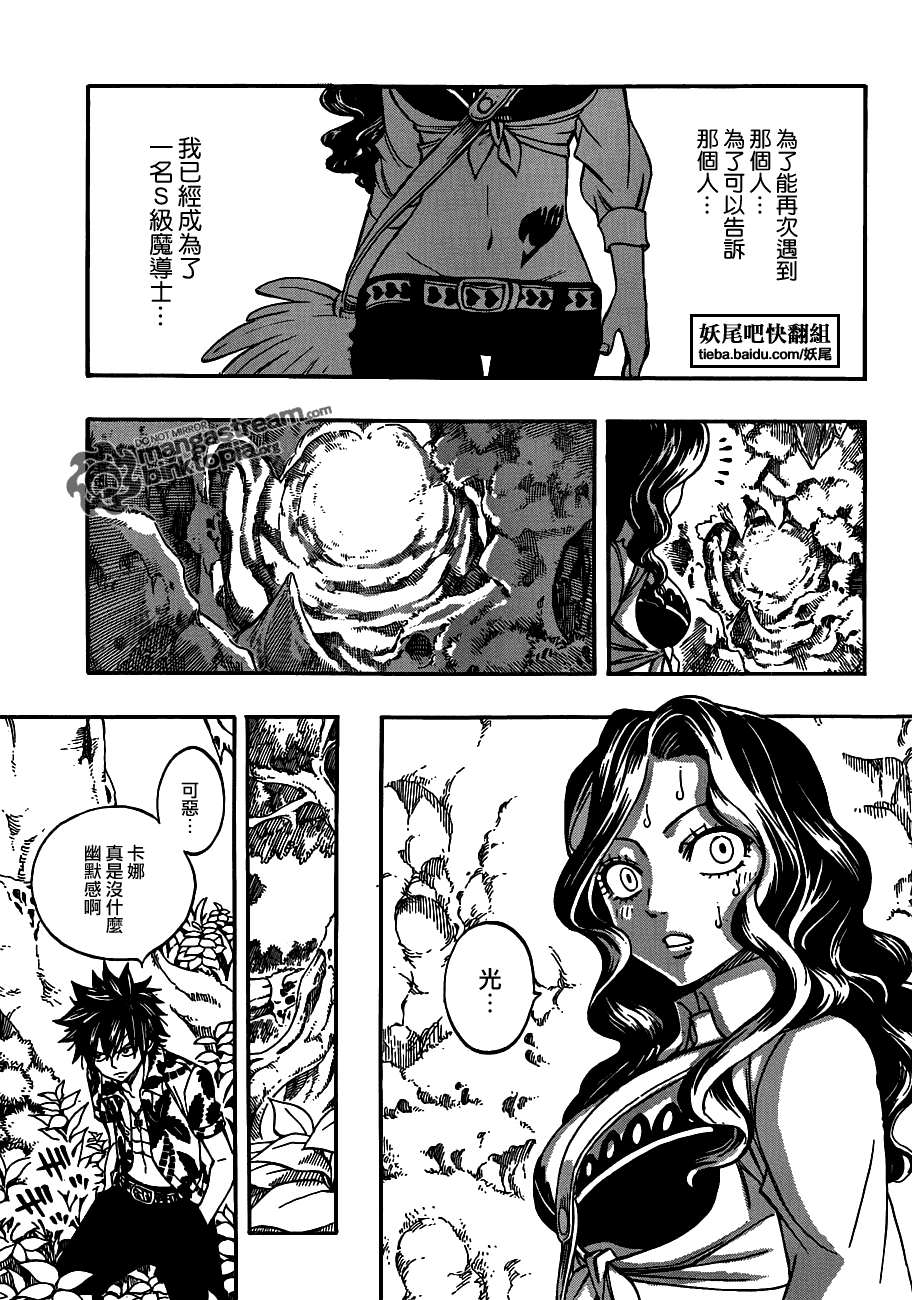 為了能再次遇到
那個人…
為了可以告訴
那個人…
我已經成為了
一名S級魔導士…
妖尾吧快翻組
tieba.baidu.com/妖尾
DO NOT MIRROR
mangastream.com
binktopia.org
光…
可惡…
卡娜
真是沒什麼
幽默感啊